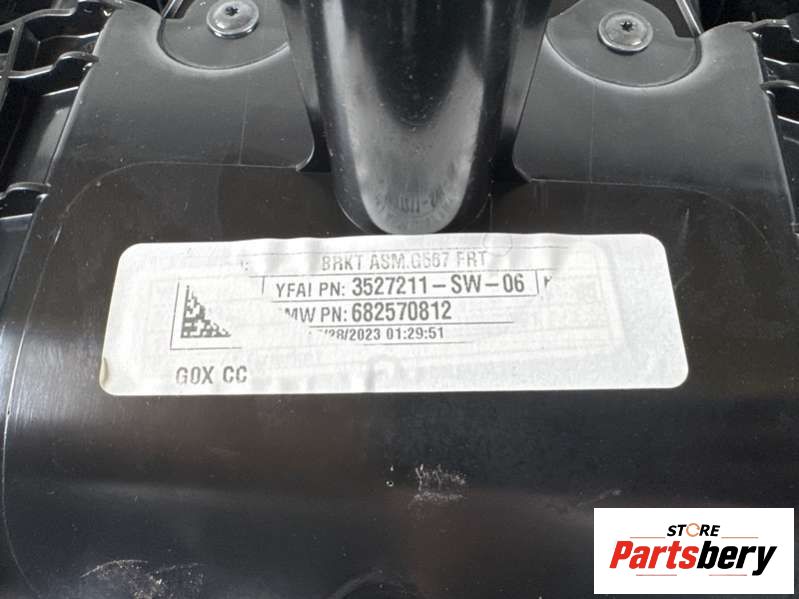 BRKT ASM.G567 FRT
YFAI PN: 3527211-SW-06
MW PN: 682570812
/28/2023 01:29:51
G0X CC
STORE
Partsbery